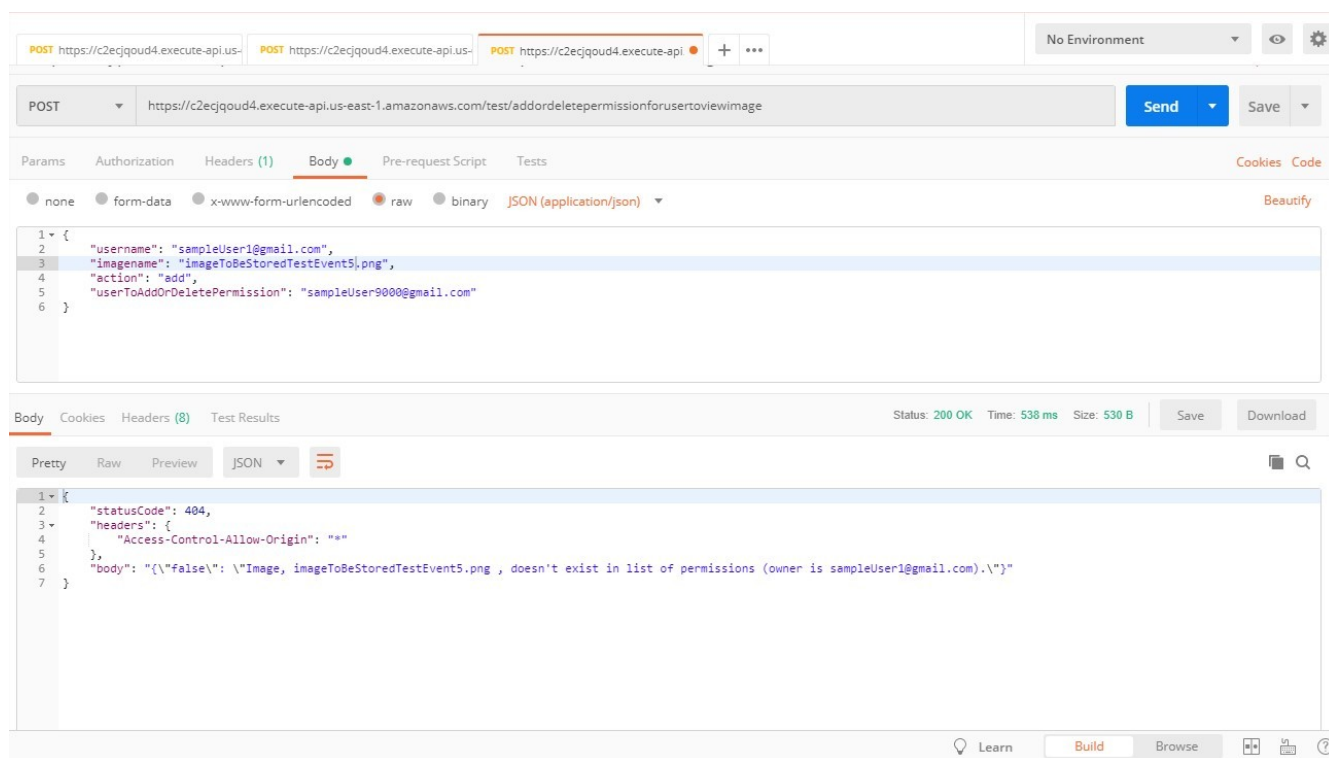 POST https://c2ecjqoud4.execute-api.us- POST https://c2ecjqoud4.execute-api.us- POST https://c2ecjqoud4.execute-api + ••• No Environment
POST https://c2ecjqoud4.execute-api.us-east-1.amazonaws.com/test/addordeletepermissionforusertoviewimage Send Save
Params Authorization Headers (1) Body Pre-request Script Tests Cookies Code
none form-data x-www-form-urlencoded raw binary JSON (application/json) Beautify
1 {
2 "username": "sampleUser1@gmail.com",
3 "imagename": "imageToBeStoredTestEvent5.png",
4 "action": "add",
5 "userToAddOrDeletePermission": "sampleUser9000@gmail.com"
6 }
Body Cookies Headers (8) Test Results Status: 200 OK Time: 538 ms Size: 530 B Save Download
Pretty Raw Preview JSON
1 {
2 "statusCode": 404,
3 "headers": {
4 "Access-Control-Allow-Origin": "*"
5 },
6 "body": "{\"false\": \"Image, imageToBeStoredTestEvent5.png , doesn't exist in list of permissions (owner is sampleUser1@gmail.com).\"}"
7 }
Learn Build Browse